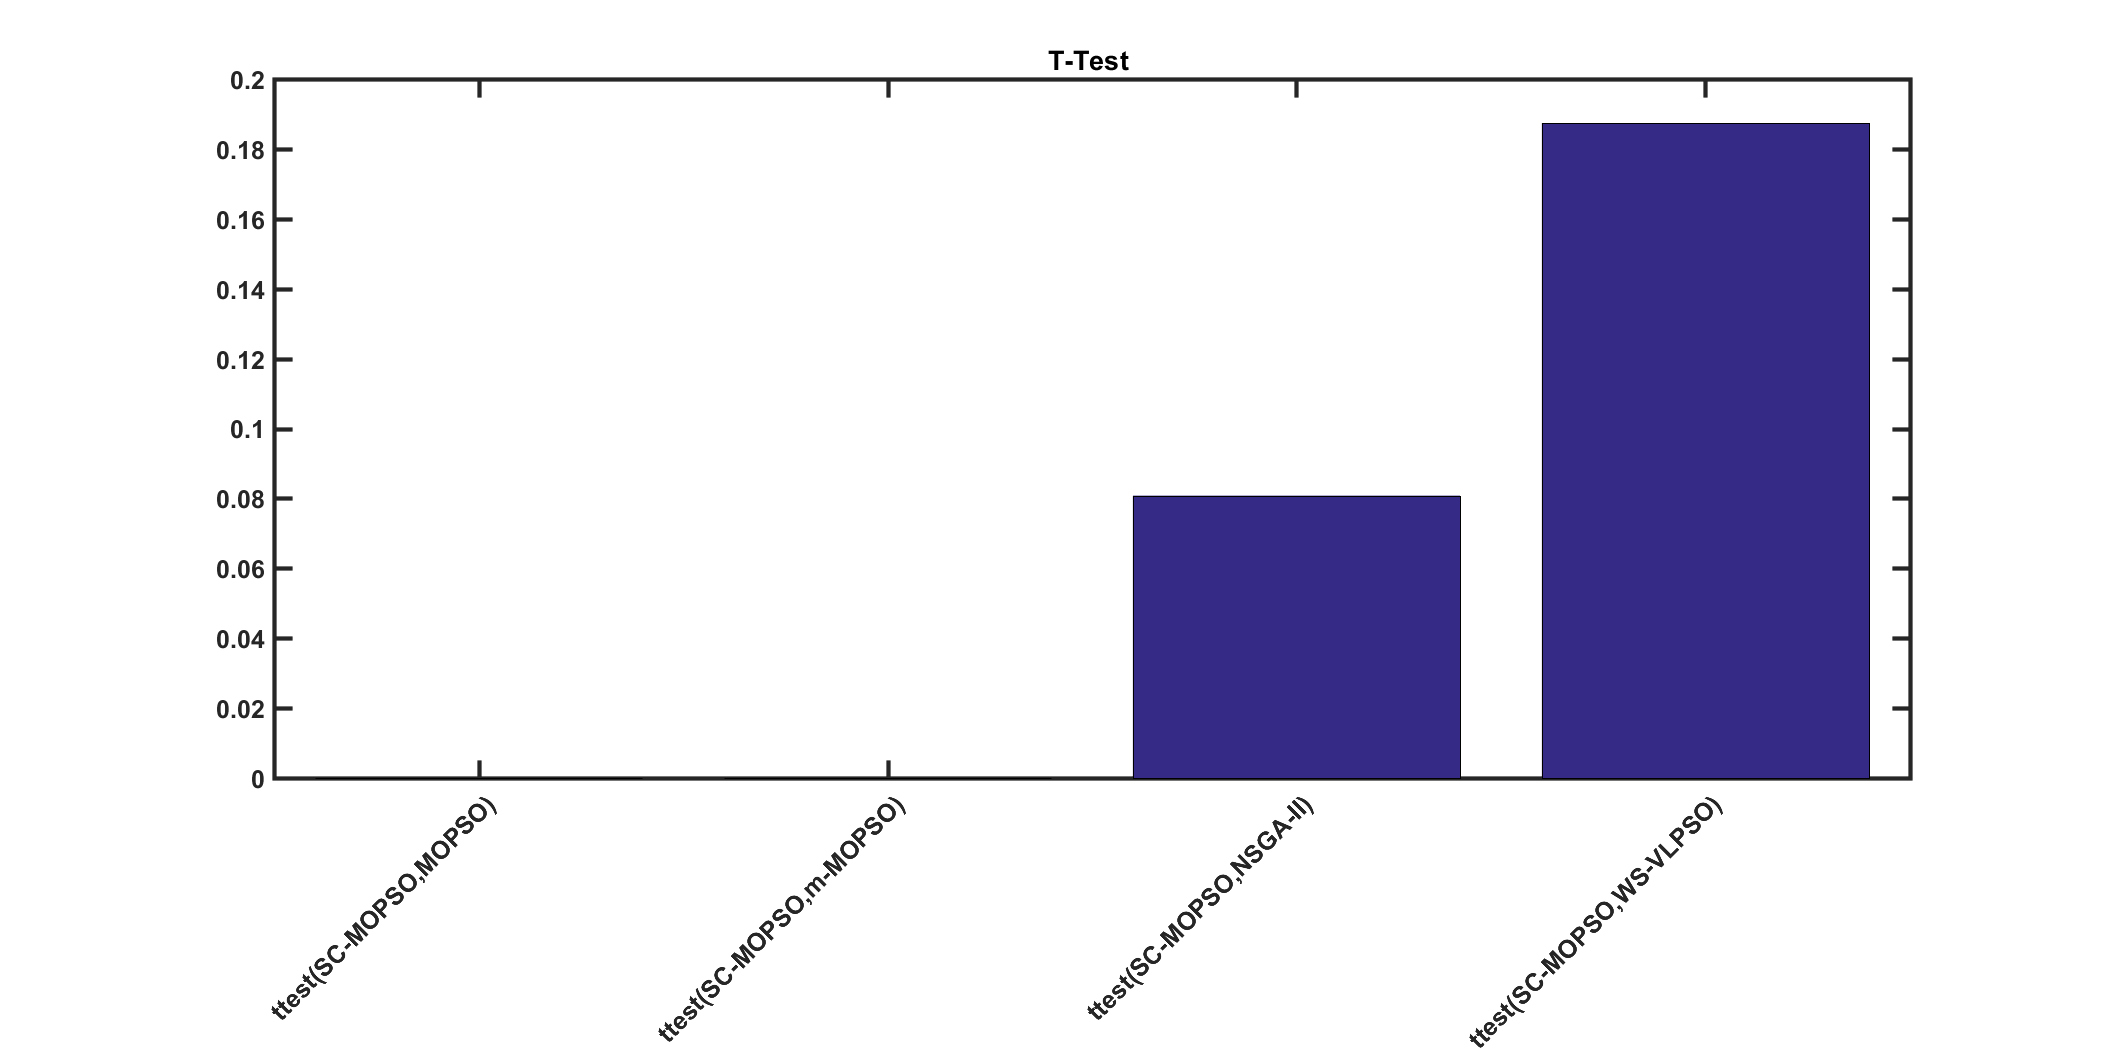 T-Test
0.2
0.18
0.16
0.14
0.12
0.1
0.08
0.06
0.04
0.02
0
ttest(SC-MOPSO,MOPSO)
ttest(SC-MOPSO,m-MOPSO)
ttest(SC-MOPSO,NSGA-II)
ttest(SC-MOPSO,WS-VLPSO)